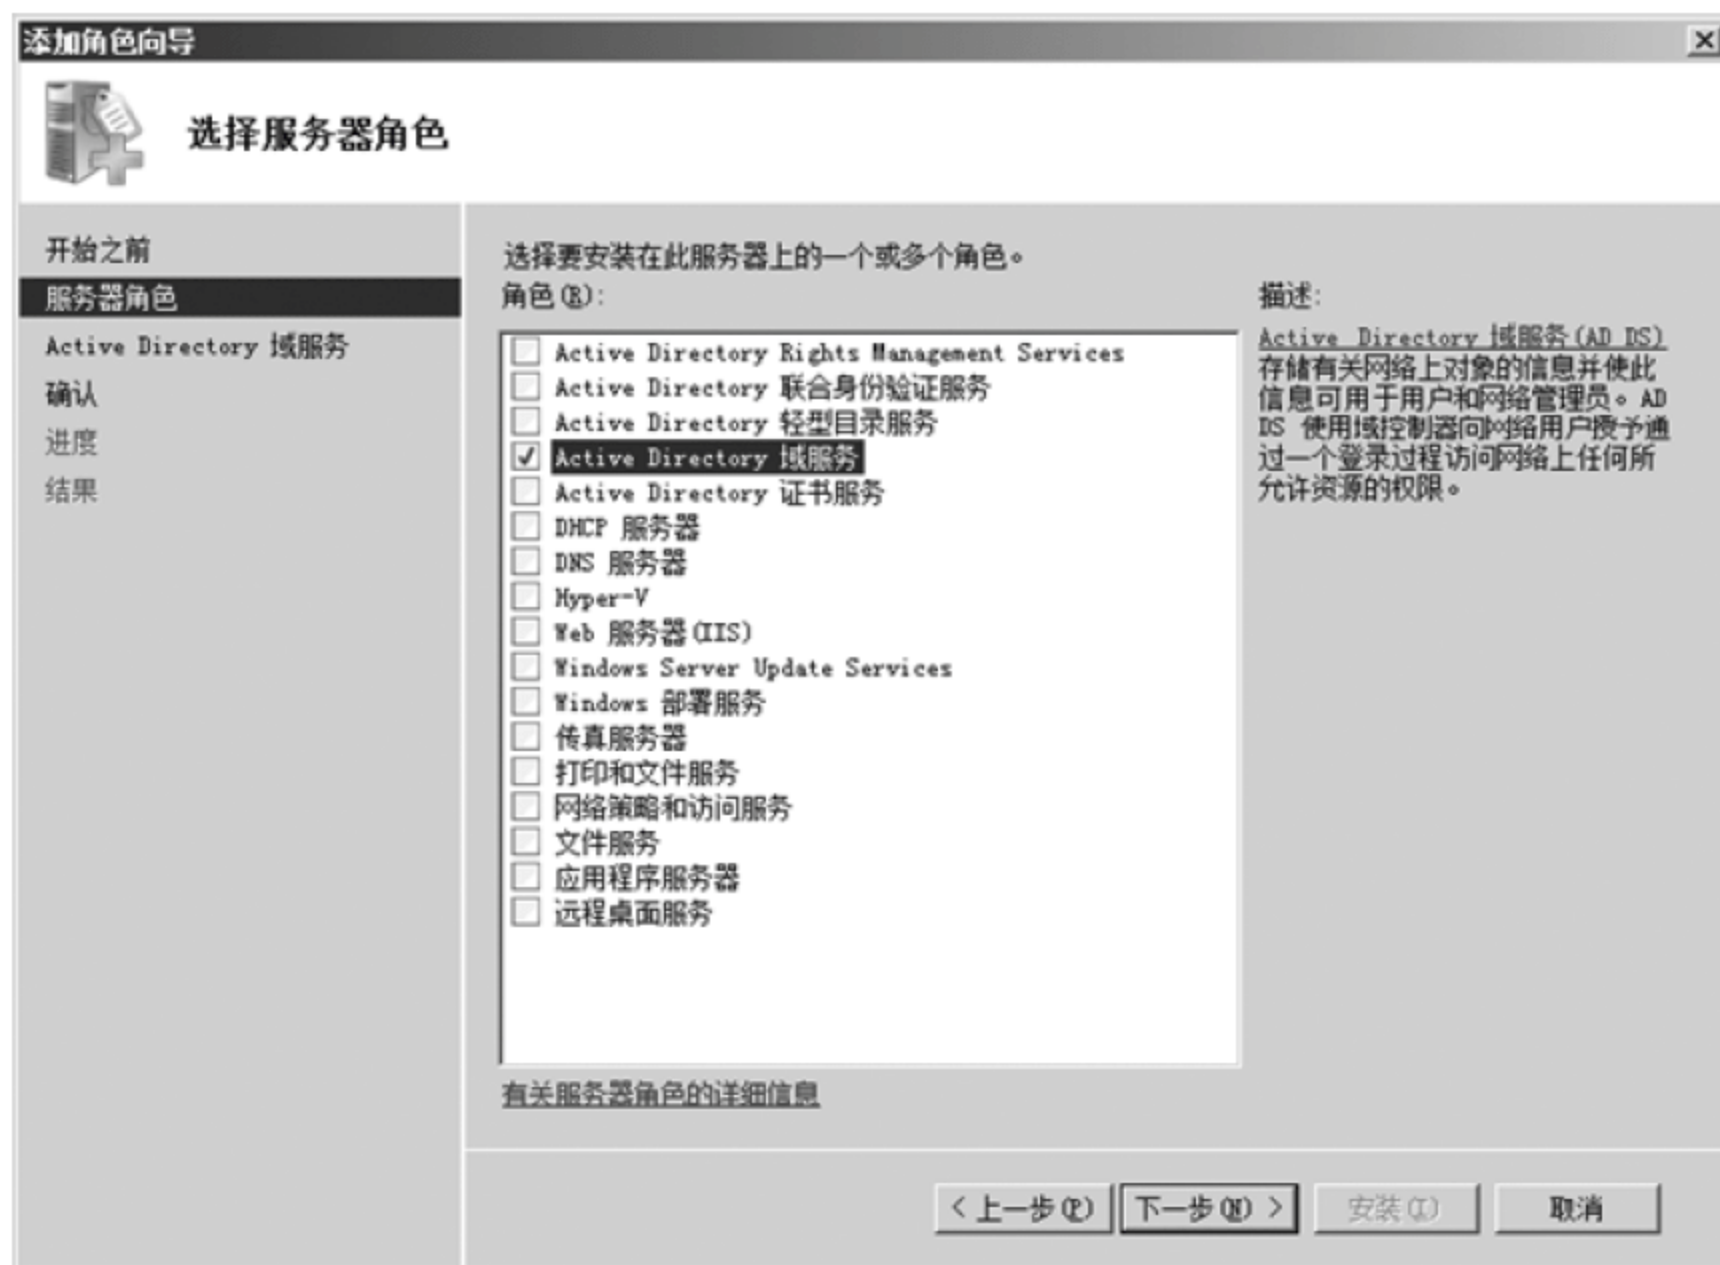 添加角色向导
选择服务器角色
开始之前
服务器角色
Active Directory 域服务
确认
进度
结果
选择要安装在此服务器上的一个或多个角色。
角色(R):
Active Directory Rights Management Services
Active Directory 联合身份验证服务
Active Directory 轻型目录服务
Active Directory 域服务
Active Directory 证书服务
DHCP 服务器
DNS 服务器
Hyper-V
Web 服务器(IIS)
Windows Server Update Services
Windows 部署服务
传真服务器
打印和文件服务
网络策略和访问服务
文件服务
应用程序服务器
远程桌面服务
有关服务器角色的详细信息
描述:
Active Directory 域服务(AD DS)
存储有关网络上对象的信息并使此
信息可用于用户和网络管理员。AD
DS 使用域控制器向网络用户授予通
过一个登录过程访问网络上任何所
允许资源的权限。
< 上一步(P)
下一步(N) >
安装(I)
取消